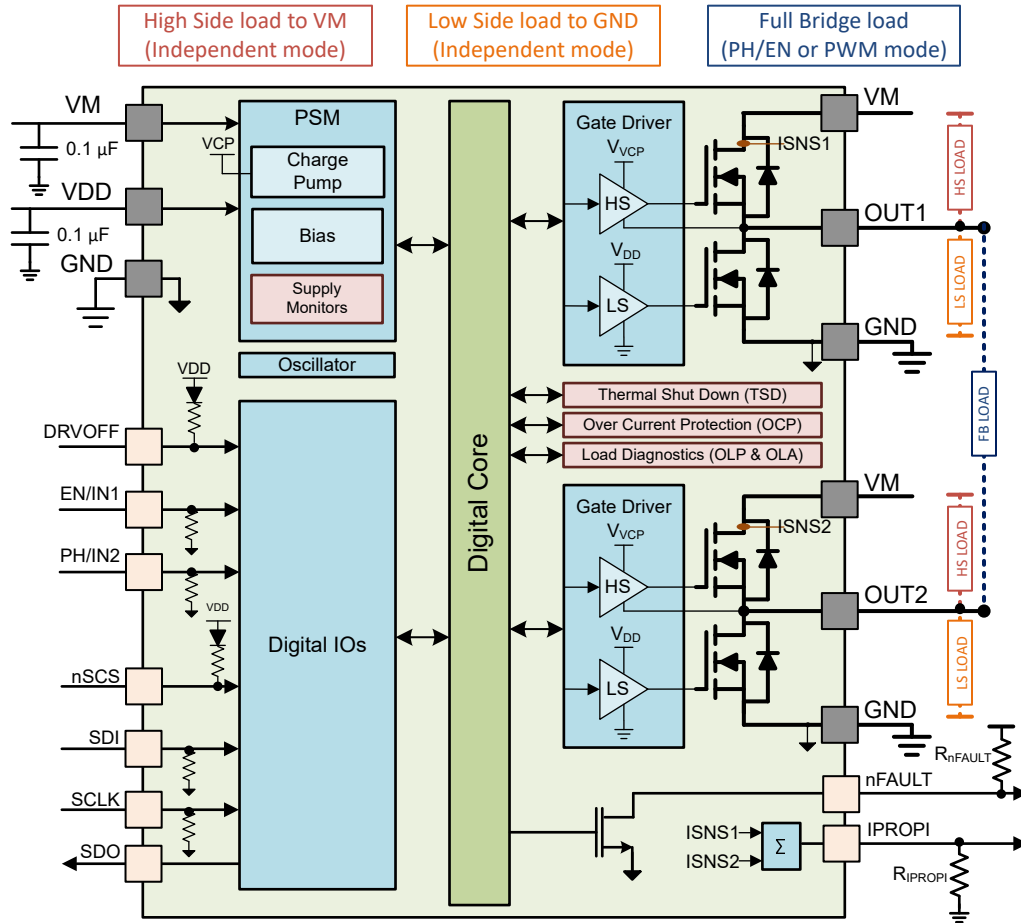 High Side load to VM
(Independent mode)
Low Side load to GND
(Independent mode)
Full Bridge load
(PH/EN or PWM mode)
VM
0.1 µF
VDD
0.1 µF
GND
PSM
VCP
Charge
Pump
Bias
Supply
Monitors
Oscillator
VDD
DRVOFF
EN/IN1
PH/IN2
VDD
nSCS
SDI
SCLK
SDO
Digital IOs
Digital Core
Gate Driver
VVCP
HS
VDD
LS
ISNS1
VM
OUT1
GND
HS LOAD
LS LOAD
FB LOAD
Thermal Shut Down (TSD)
Over Current Protection (OCP)
Load Diagnostics (OLP & OLA)
Gate Driver
VVCP
HS
VDD
LS
ISNS2
VM
OUT2
GND
HS LOAD
LS LOAD
RnFAULT
nFAULT
ISNS1
ISNS2
Σ
IPROPI
RIPROPI